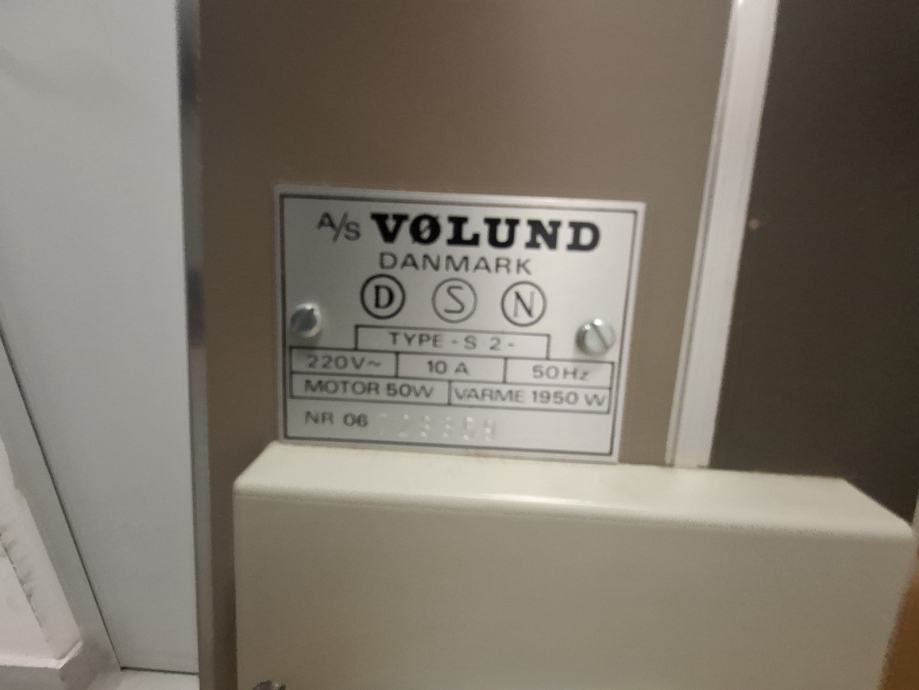 A/S VØLUND
DANMARK
D S N
TYPE - S 2 -
220V~ 10 A 50Hz
MOTOR 50W VARME 1950 W
NR 06